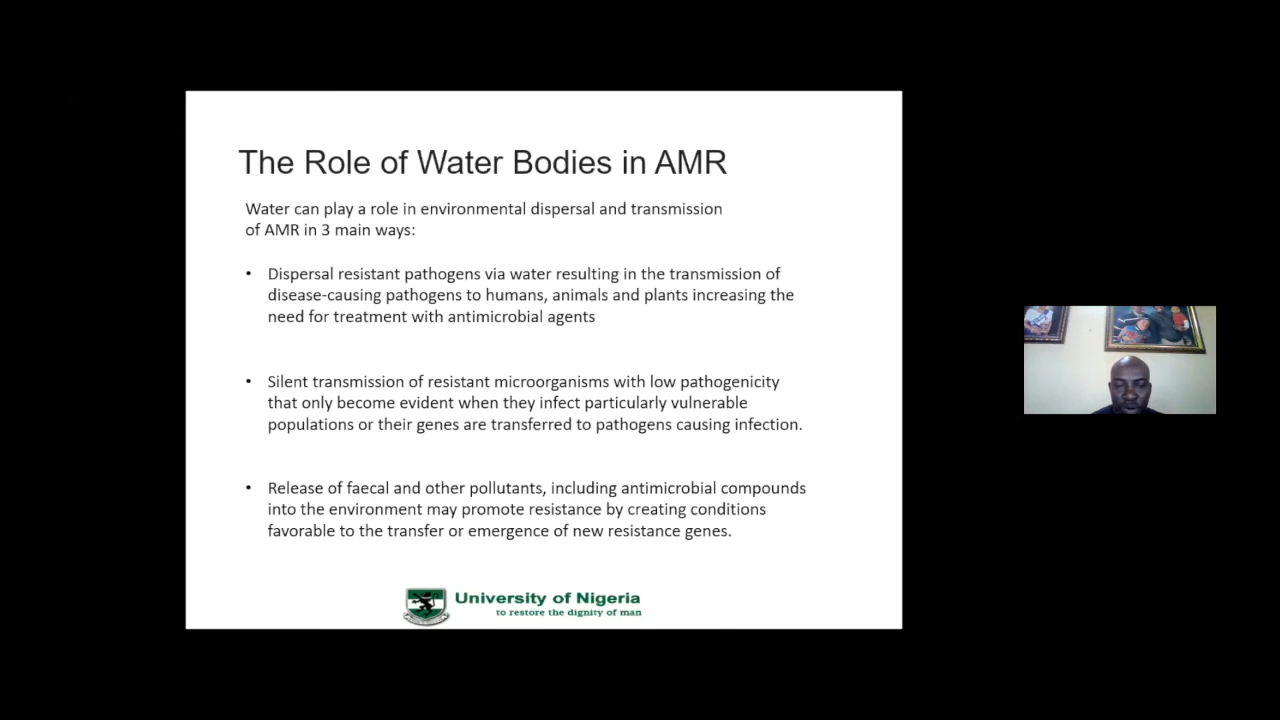 The Role of Water Bodies in AMR
Water can play a role in environmental dispersal and transmission
of AMR in 3 main ways:
• Dispersal resistant pathogens via water resulting in the transmission of
disease-causing pathogens to humans, animals and plants increasing the
need for treatment with antimicrobial agents
• Silent transmission of resistant microorganisms with low pathogenicity
that only become evident when they infect particularly vulnerable
populations or their genes are transferred to pathogens causing infection.
• Release of faecal and other pollutants, including antimicrobial compounds
into the environment may promote resistance by creating conditions
favorable to the transfer or emergence of new resistance genes.
University of Nigeria
to restore the dignity of man